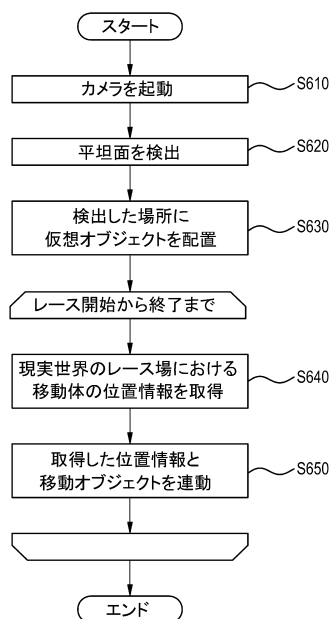 スタート
カメラを起動
S610
平坦面を検出
S620
検出した場所に
仮想オブジェクトを配置
S630
レース開始から終了まで
現実世界のレース場における
移動体の位置情報を取得
S640
取得した位置情報と
移動オブジェクトを連動
S650
エンド